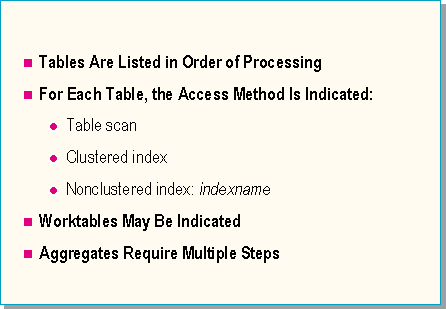 Tables Are Listed in Order of Processing
For Each Table, the Access Method Is Indicated:
Table scan
Clustered index
Nonclustered index: indexname
Worktables May Be Indicated
Aggregates Require Multiple Steps